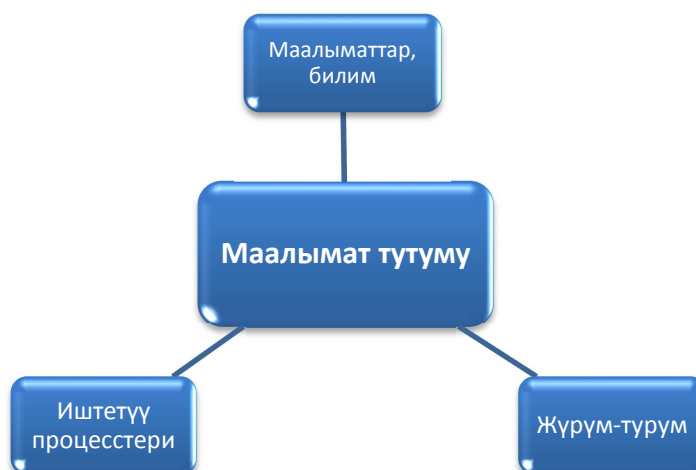 Маалыматтар,
билим
Маалымат тутуму
Иштетүү
процесстери
Жүрүм-турум